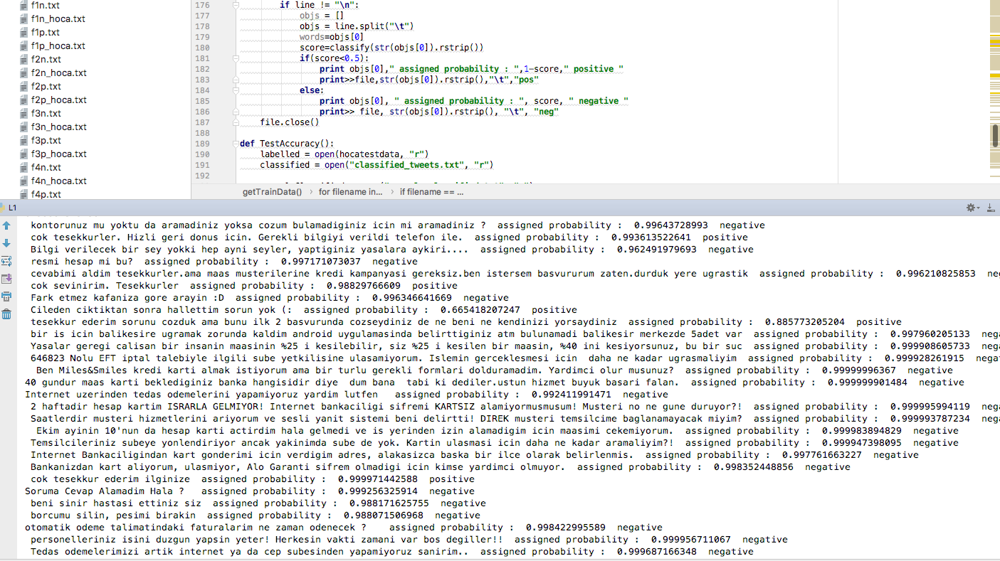 f1n.txt
f1n_hoca.txt
f1p.txt
f1p_hoca.txt
f2n.txt
f2n_hoca.txt
f2p.txt
f2p_hoca.txt
f3n.txt
f3n_hoca.txt
f3p.txt
f3p_hoca.txt
f4n.txt
f4n_hoca.txt
f4p.txt
176 if line != "\n":
177 objs = []
178 objs = line.split("\t")
179 words=objs[0]
180 score=classify(str(objs[0]).rstrip())
181 if(score<0.5):
182 print objs[0]," assigned probability : ",1-score," positive "
183 print>>file,str(objs[0]).rstrip(),"\t","pos"
184 else:
185 print objs[0], " assigned probability : ", score, " negative "
186 print>> file, str(objs[0]).rstrip(), "\t", "neg"
187 file.close()
188
189 def TestAccuracy():
190 labelled = open(hocatestdata, "r")
191 classified = open("classified_tweets.txt", "r")
192
getTrainData() › for filename in... › if filename == ...
L1
kontorunuz mu yoktu da aramadiniz yoksa cozum bulamadiginiz icin mi aramadiniz ? assigned probability : 0.99643728993 negative
cok tesekkurler. Hizli geri donus icin. Gerekli bilgiyi verildi telefon ile. assigned probability : 0.993613522641 positive
Bilgi verilecek bir sey yokki hep ayni seyler, yaptiginiz yasalara aykiri.... assigned probability : 0.962491979693 negative
resmi hesap mi bu? assigned probability : 0.997171073037 negative
cevabimi aldim tesekkurler.ama maas musterilerine kredi kampanyasi gereksiz.ben istersem basvururum zaten.durduk yere ugrastik assigned probability : 0.996210825853 ne
cok sevinirim. Tesekkurler assigned probability : 0.98829766609 positive
Fark etmez kafaniza gore arayin :D assigned probability : 0.996346641669 negative
Cileden ciktiktan sonra hallettim sorun yok (: assigned probability : 0.665418207247 positive
tesekkur ederim sorunu cozduk ama bunu ilk 2 basvurunda cozseydiniz de ne beni ne kendinizi yorsaydiniz assigned probability : 0.885773205204 positive
bir is icin balikesire ugramak zorunda kaldim android uygulamasinda belirttiginiz atm bulunamadi balikesir merkezde 5adet var assigned probability : 0.997960205133 neg
Yasalar geregi calisan bir insanin maasinin %25 i kesilebilir, siz %25 i kesilen bir maasin, %40 ini kesiyorsunuz, bu bir suc assigned probability : 0.999908605733 neg
646823 Nolu EFT iptal talebiyle ilgili sube yetkilisine ulasamiyorum. Islemin gerceklesmesi icin daha ne kadar ugrasmaliyim assigned probability : 0.999928261915 neg
Ben Miles&Smiles kredi karti almak istiyorum ama bir turlu gerekli formlari dolduramadim. Yardimci olur musunuz? assigned probability : 0.99999996367 negative
40 gundur maas karti beklediginiz banka hangisidir diye dum bana tabi ki dediler.ustun hizmet buyuk basari falan. assigned probability : 0.999999901484 negative
Internet uzerinden tedas odemelerini yapamiyoruz yardim lutfen assigned probability : 0.992411991471 negative
2 haftadir hesap kartim ISRARLA GELMIYOR! Internet bankaciligi sifremi KARTSIZ alamiyormusmusum! Musteri no ne gune duruyor?! assigned probability : 0.999995994119 neg
Saatlerdir musteri hizmetlerini ariyorum ve sesli yanit sistemi beni delirtti! DIREK musteri temsilcime baglanamayacak miyim? assigned probability : 0.999993787234 neg
Ekim ayinin 10'nun da hesap karti actirdim hala gelmedi ve is yerinden izin alamadigim icin maasimi cekemiyorum. assigned probability : 0.999983894829 negative
Temsilcileriniz subeye yonlendiriyor ancak yakinimda sube de yok. Kartin ulasmasi icin daha ne kadar aramaliyim?! assigned probability : 0.999947398095 negative
Internet Bankaciligindan kart gonderimi icin verdigim adres, alakasizca baska bir ilce olarak belirlenmis. assigned probability : 0.997761663227 negative
Bankanizdan kart aliyorum, ulasmiyor, Alo Garanti sifrem olmadigi icin kimse yardimci olmuyor. assigned probability : 0.998352448856 negative
cok tesekkur ederim ilginize assigned probability : 0.999971442588 positive
Soruma Cevap Alamadim Hala ? assigned probability : 0.999256325914 negative
beni sinir hastasi ettiniz siz assigned probability : 0.988171625755 negative
borcumu silin, pesimi birakin assigned probability : 0.988071506968 negative
otomatik odeme talimatindaki faturalarim ne zaman odenecek ? assigned probability : 0.998422995589 negative
personelleriniz isini duzgun yapsin yeter! Herkesin vakti zamani var bos degiller!! assigned probability : 0.999956711067 negative
Tedas odemelerimizi artik internet ya da cep subesinden yapamiyoruz sanirim.. assigned probability : 0.999687166348 negative